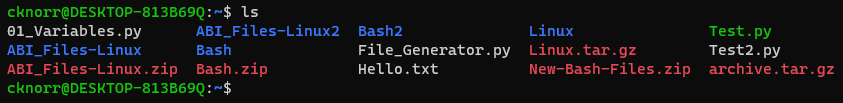 cknorr@DESKTOP-813B69Q:~$ ls
01_Variables.py ABI_Files-Linux2 Bash2 Linux Test.py
ABI_Files-Linux Bash File_Generator.py Linux.tar.gz Test2.py
ABI_Files-Linux.zip Bash.zip Hello.txt New-Bash-Files.zip archive.tar.gz
cknorr@DESKTOP-813B69Q:~$